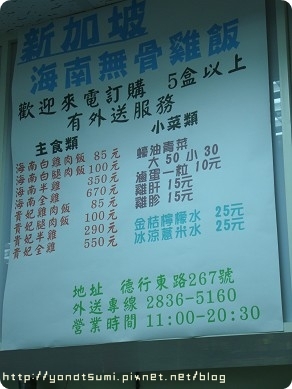 新加坡
海南無骨雞飯
歡迎來電訂購 5盒以上
有外送服務
主食類
海南白雞肉飯 85元
海南白腿肉飯 100元
海南半雞 350元
海南全雞 670元
貴妃雞肉飯 85元
貴妃腿肉飯 100元
貴妃半雞 290元
貴妃全雞 550元
小菜類
蠔油青菜
大50小30
滷蛋一粒10元
雞肝 15元
雞胗 15元
金桔檸檬水 25元
冰涼薏米水 25元
地址 德行東路267號
外送專線 2836-5160
營業時間 11:00-20:30
http://yondtsumi.pixnet.net/blog